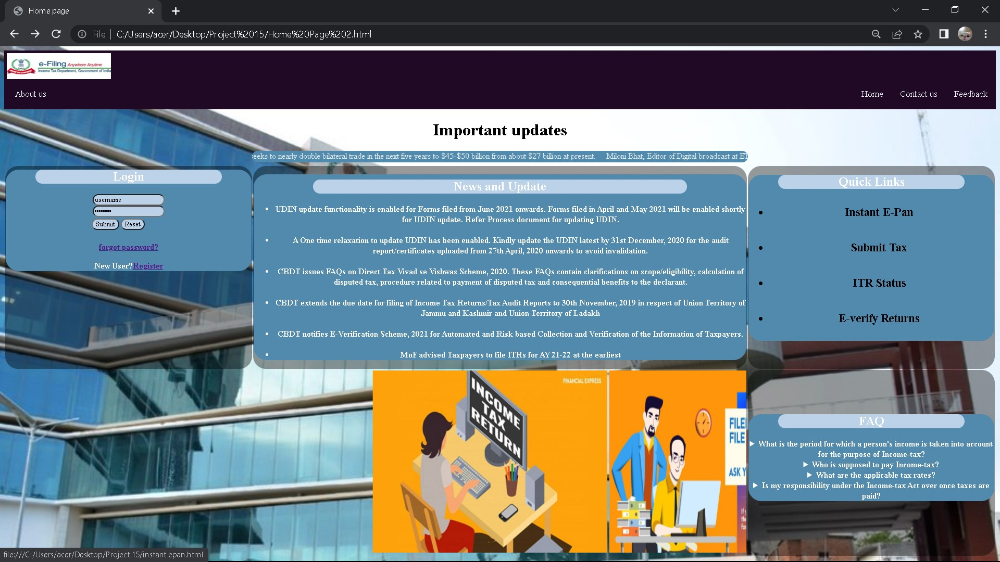 Home page
File
C:/Users/acer/Desktop/Project%2015/Home%20Page%202.html
e-Filing Anywhere Anytime
Income Tax Department, Government of India
About us
Home
Contact us
Feedback
Important updates
seeks to nearly double bilateral trade in the next five years to $45-$50 billion from about $27 billion at present. Miloni Bhat, Editor of Digital broadcast at ET
Login
username
Submit
Reset
forgot password?
New User?Register
News and Update
• UDIN update functionality is enabled for Forms filed from June 2021 onwards. Forms filed in April and May 2021 will be enabled shortly
for UDIN update. Refer Process document for updating UDIN.
• A One time relaxation to update UDIN has been enabled. Kindly update the UDIN latest by 31st December, 2020 for the audit
report/certificates uploaded from 27th April, 2020 onwards to avoid invalidation.
• CBDT issues FAQs on Direct Tax Vivad se Vishwas Scheme, 2020. These FAQs contain clarifications on scope/eligibility, calculation of
disputed tax, procedure related to payment of disputed tax and consequential benefits to the declarant.
• CBDT extends the due date for filing of Income Tax Returns/Tax Audit Reports to 30th November, 2019 in respect of Union Territory of
Jammu and Kashmir and Union Territory of Ladakh
• CBDT notifies E-Verification Scheme, 2021 for Automated and Risk based Collection and Verification of the Information of Taxpayers.
• MoF advised Taxpayers to file ITRs for AY 21-22 at the earliest
Quick Links
• Instant E-Pan
• Submit Tax
• ITR Status
• E-verify Returns
FINANCIAL EXPRESS
INCOME
TAX
RETURN
FILE
ASK
FAQ
What is the period for which a person's income is taken into account
for the purpose of Income-tax?
Who is supposed to pay Income-tax?
What are the applicable tax rates?
Is my responsibility under the Income-tax Act over once taxes are
paid?
file:///C:/Users/acer/Desktop/Project 15/instant epan.html